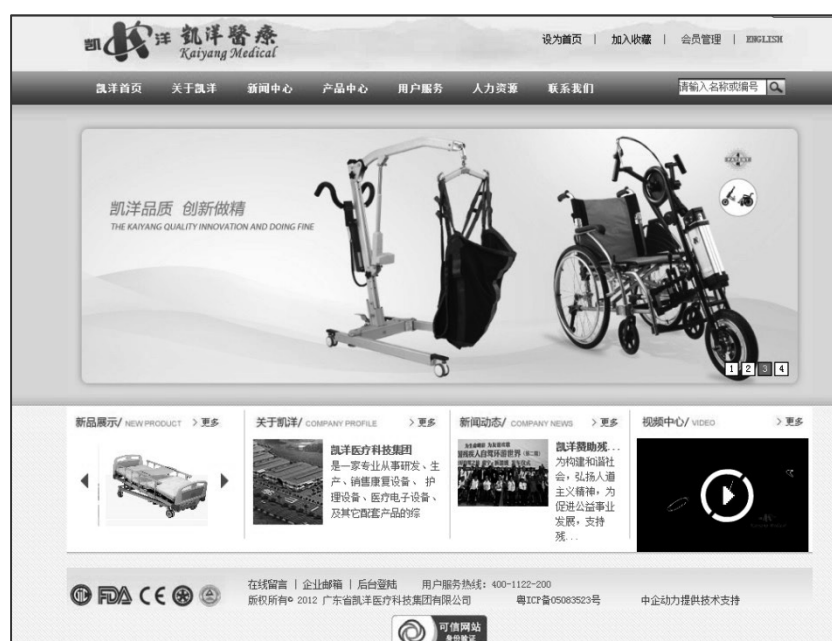 凯 K 洋 凱洋醫療
Kaiyang Medical
设为首页 | 加入收藏 | 会员管理 | ENGLISH
凯洋首页 关于凯洋 新闻中心 产品中心 用户服务 人力资源 联系我们 请输入名称或编号
凯洋品质 创新做精
THE KAIYANG QUALITY INNOVATION AND DOING FINE
1 2 3 4
新品展示/ NEW PRODUCT > 更多
关于凯洋/ COMPANY PROFILE > 更多
凯洋医疗科技集团
是一家专业从事研发、生
产、销售康复设备、 护
理设备、医疗电子设备、
及其它配套产品的综
新闻动态/ COMPANY NEWS > 更多
凯洋赞助残...
为构建和谐社
会，弘扬人道
主义精神，为
促进公益事业
发展，支持
残...
视频中心/ VIDEO > 更多
FDA CE
在线留言 | 企业邮箱 | 后台登陆 用户服务热线：400-1122-200
版权所有© 2012 广东省凯洋医疗科技集团有限公司 粤ICP备05083523号 中企动力提供技术支持
可信网站
身份验证